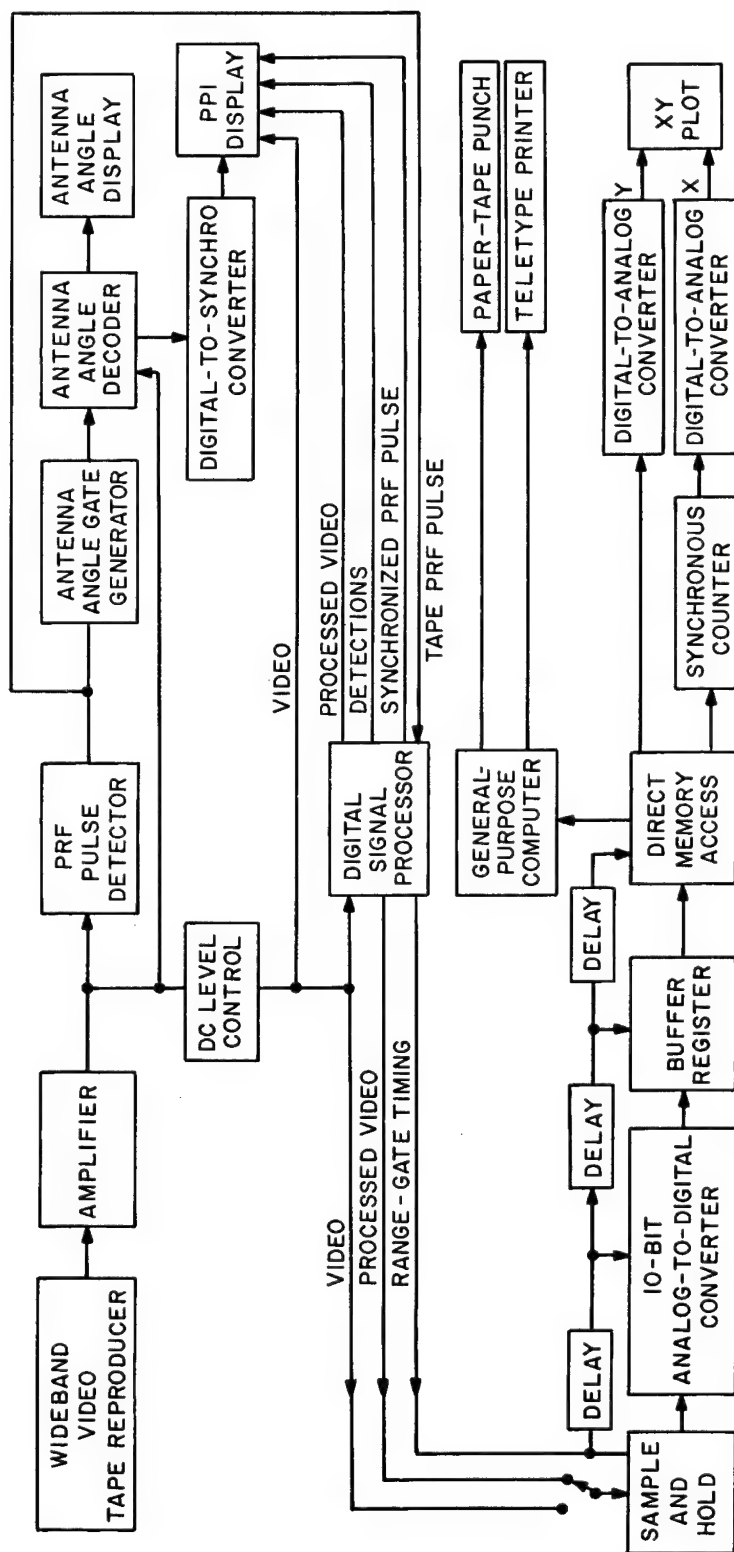 WIDEBAND
VIDEO
TAPE REPRODUCER
AMPLIFIER
PRF
PULSE
DETECTOR
ANTENNA
ANGLE GATE
GENERATOR
ANTENNA
ANGLE
DECODER
ANTENNA
ANGLE
DISPLAY
DC LEVEL
CONTROL
DIGITAL-TO-SYNCHRO
CONVERTER
PPI
DISPLAY
VIDEO
PROCESSED VIDEO
DETECTIONS
SYNCHRONIZED PRF PULSE
TAPE PRF PULSE
VIDEO
PROCESSED VIDEO
RANGE-GATE TIMING
DIGITAL
SIGNAL
PROCESSOR
GENERAL-
PURPOSE
COMPUTER
PAPER-TAPE PUNCH
TELETYPE PRINTER
DELAY
DELAY
DELAY
SAMPLE
AND
HOLD
10-BIT
ANALOG-TO-DIGITAL
CONVERTER
BUFFER
REGISTER
DIRECT
MEMORY
ACCESS
SYNCHRONOUS
COUNTER
DIGITAL-TO-ANALOG
CONVERTER
Y
DIGITAL-TO-ANALOG
CONVERTER
X
XY
PLOT